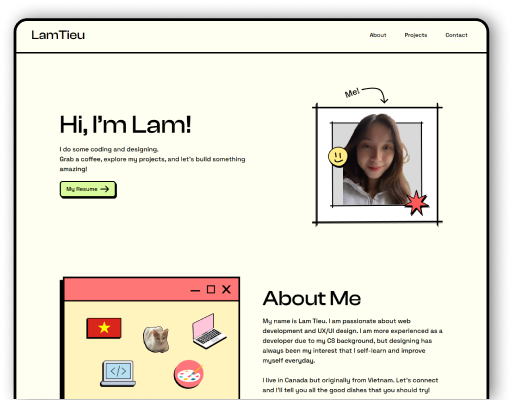 LamTieu
About
Projects
Contact
Me!
Hi, I'm Lam!
I do some coding and designing.
Grab a coffee, explore my projects, and let's build something
amazing!
My Resume
About Me
My name is Lam Tieu. I am passionate about web
development and UX/UI design. I am more experienced as a
developer due to my CS background, but designing has
always been my interest that I self-learn and improve
myself everyday.
I live in Canada but originally from Vietnam. Let's connect
and I'll tell you all the good dishes that you should try!